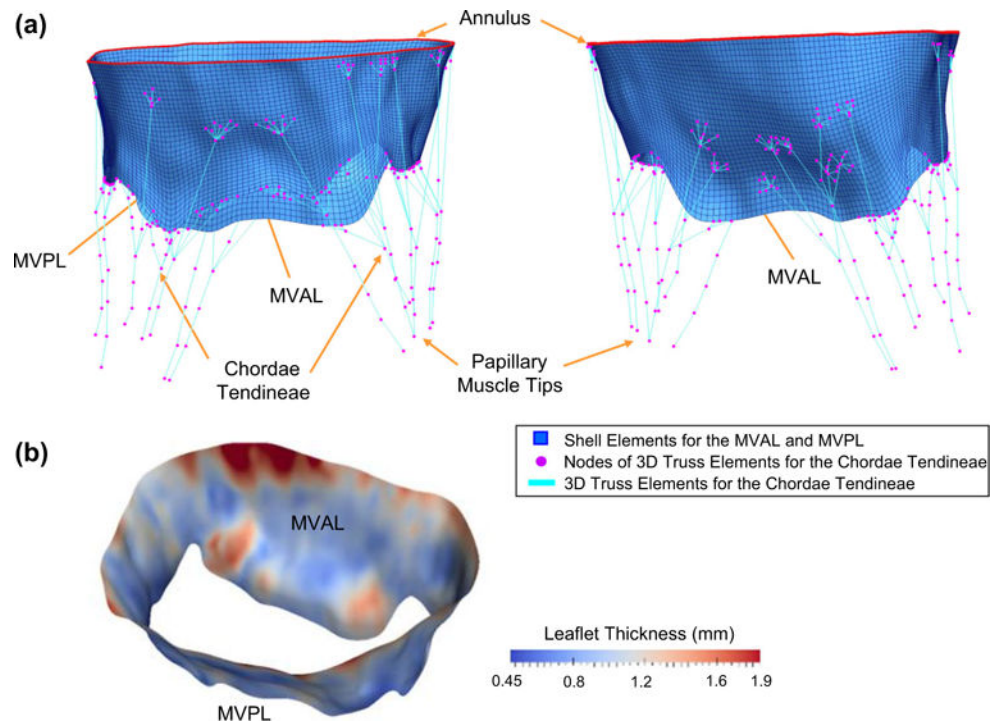 (a)
Annulus
MVPL
MVAL
MVAL
Chordae
Tendineae
Papillary
Muscle Tips
(b)
Shell Elements for the MVAL and MVPL
Nodes of 3D Truss Elements for the Chordae Tendineae
3D Truss Elements for the Chordae Tendineae
MVAL
Leaflet Thickness (mm)
0.45 0.8 1.2 1.6 1.9
MVPL